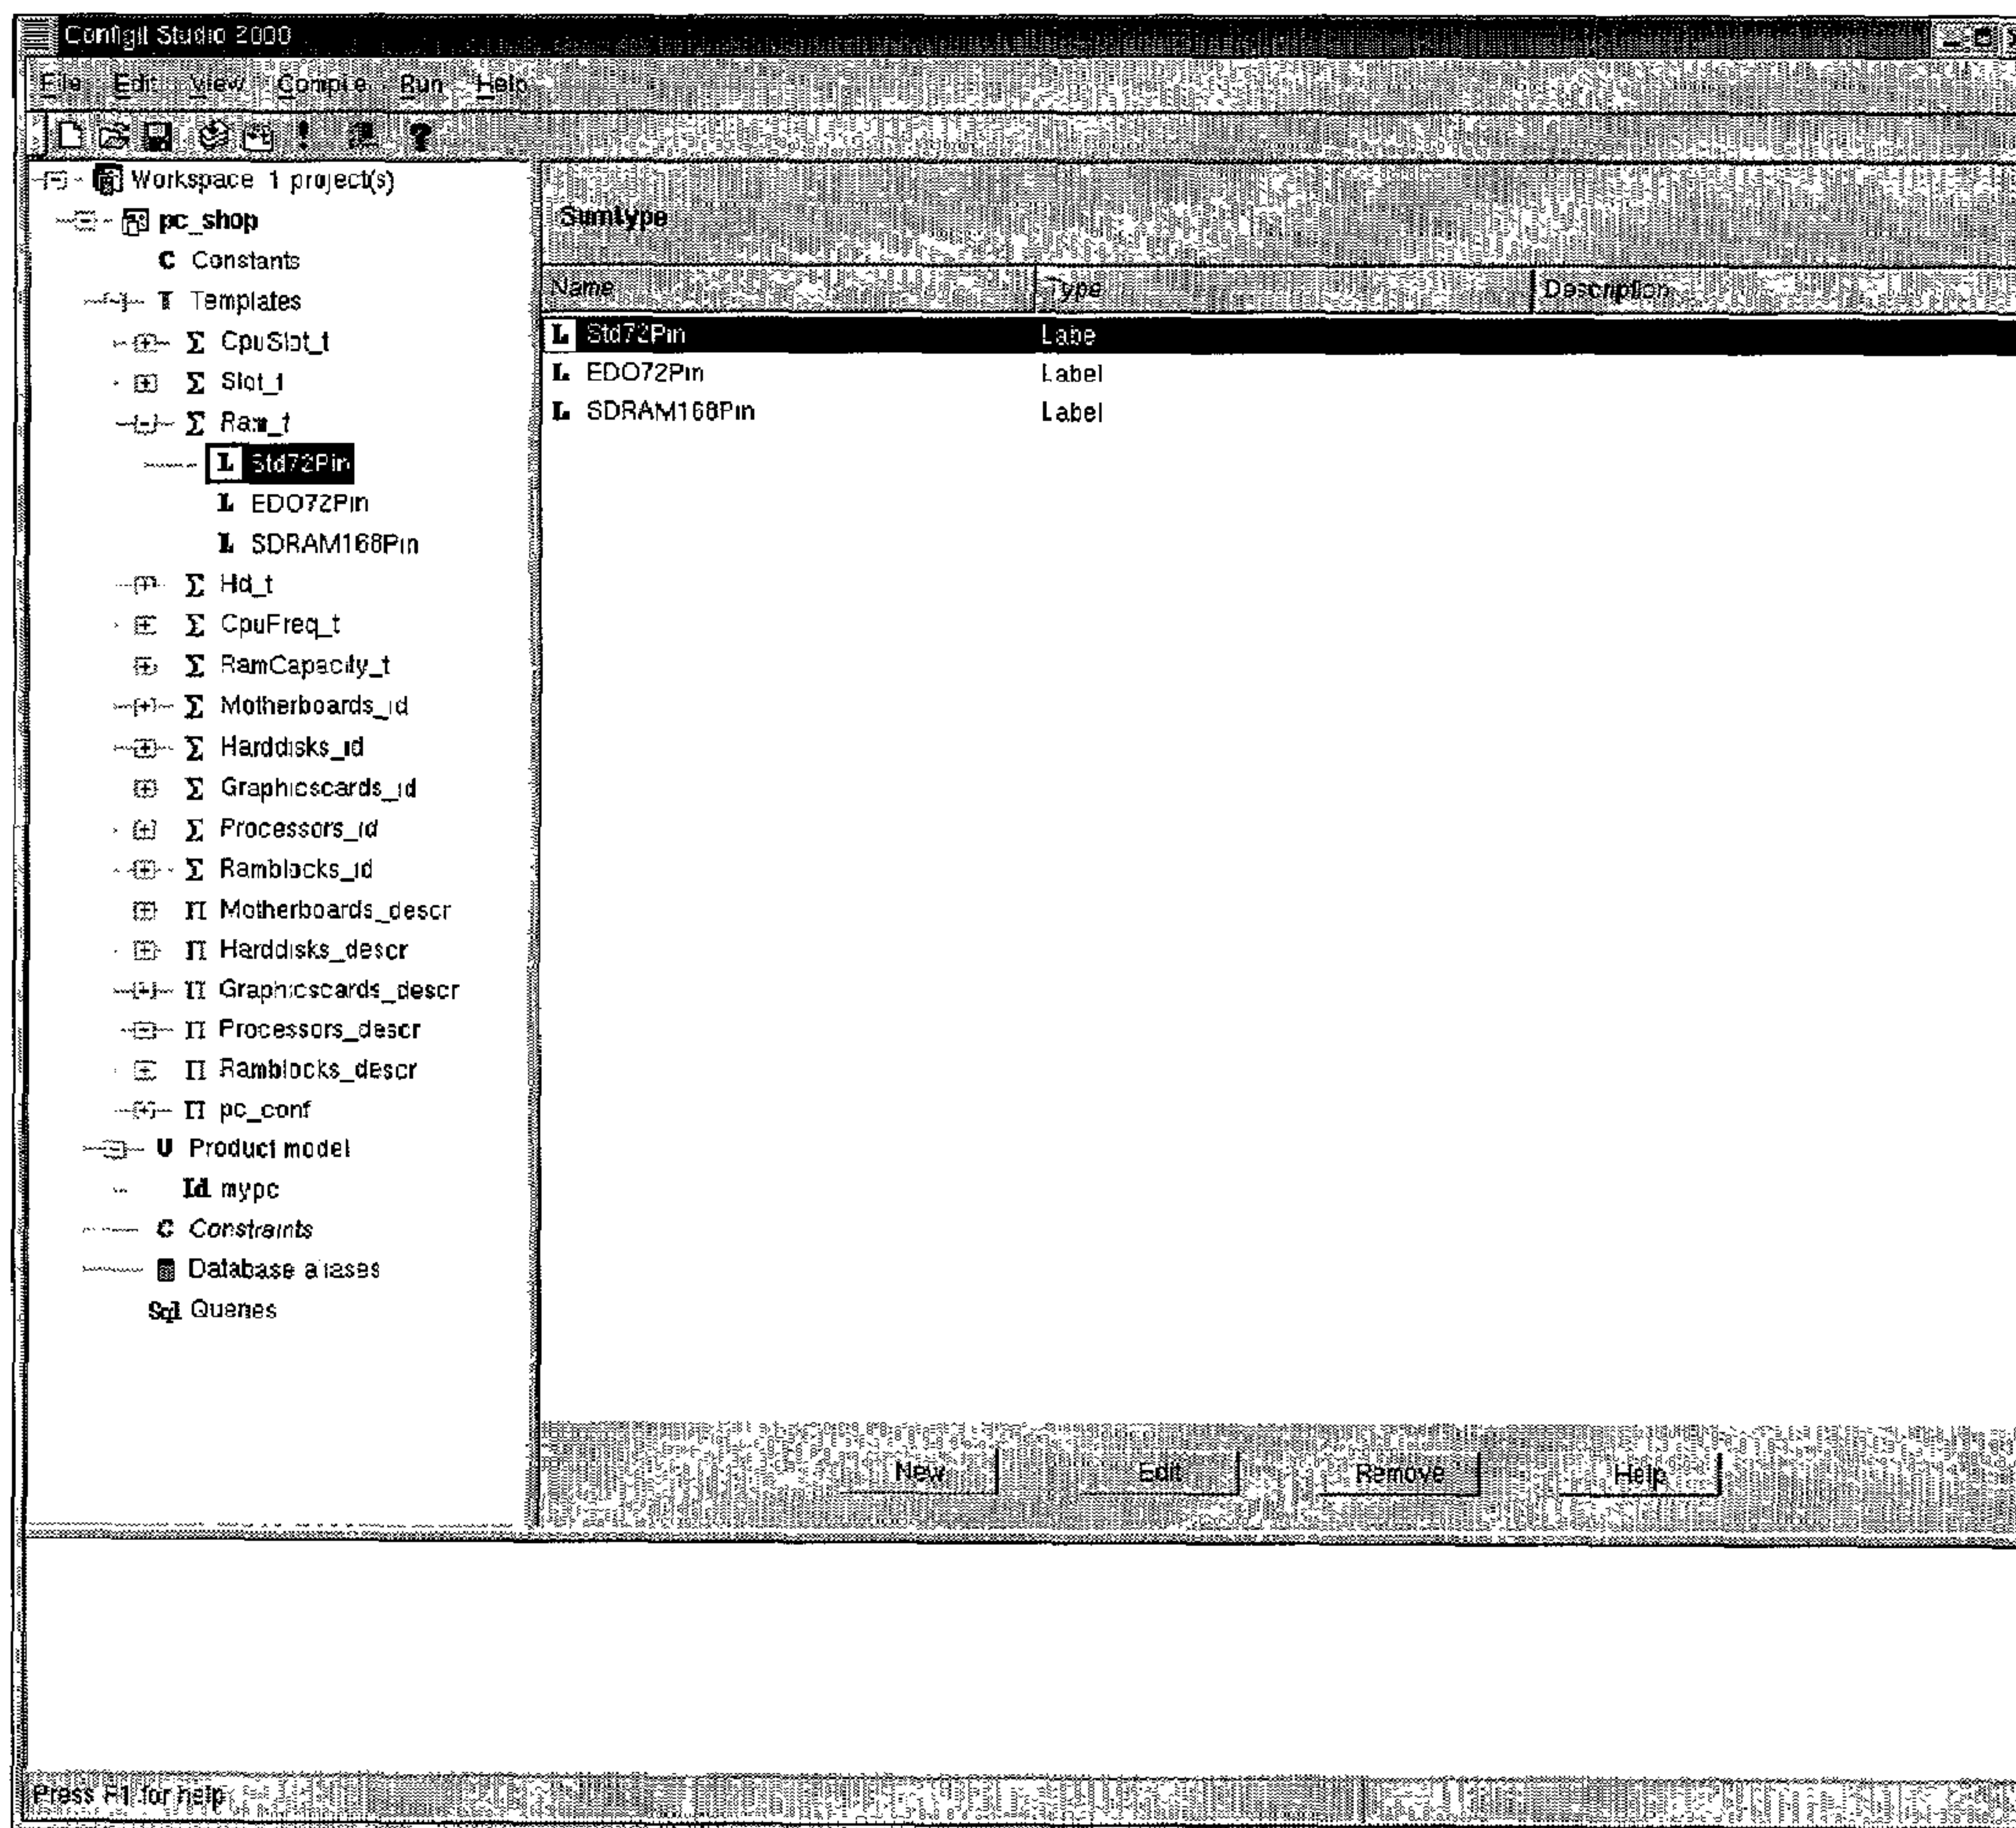 Configit Studio 2000
File Edit View Compile Run Help
Workspace 1 project(s)
pc_shop
C Constants
T Templates
Σ CpuSlot_t
Σ Slot_t
Σ Ram_t
L Std72Pin
L EDO72Pin
L SDRAM168Pin
Σ Hd_t
Σ CpuFreq_t
Σ RamCapacity_t
Σ Motherboards_id
Σ Harddisks_id
Σ Graphicscards_id
Σ Processors_id
Σ Ramblocks_id
Π Motherboards_descr
Π Harddisks_descr
Π Graphicscards_descr
Π Processors_descr
Π Ramblocks_descr
Π pc_conf
U Product model
Id mypc
C Constraints
Database aliases
Sql Queries
Sumtype
Name Type Description
L Std72Pin Label
L EDO72Pin Label
L SDRAM168Pin Label
New Edit Remove Help
Press F1 for help